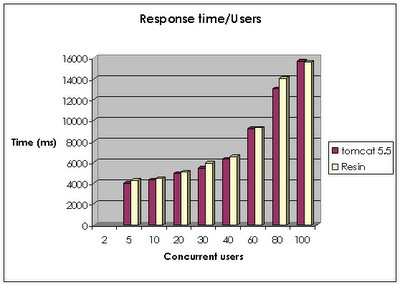 Response time/Users
16000
14000
12000
10000
8000
6000
4000
2000
0
Time (ms)
2 5 10 20 30 40 60 80 100
Concurrent users
tomcat 5.5
Resin